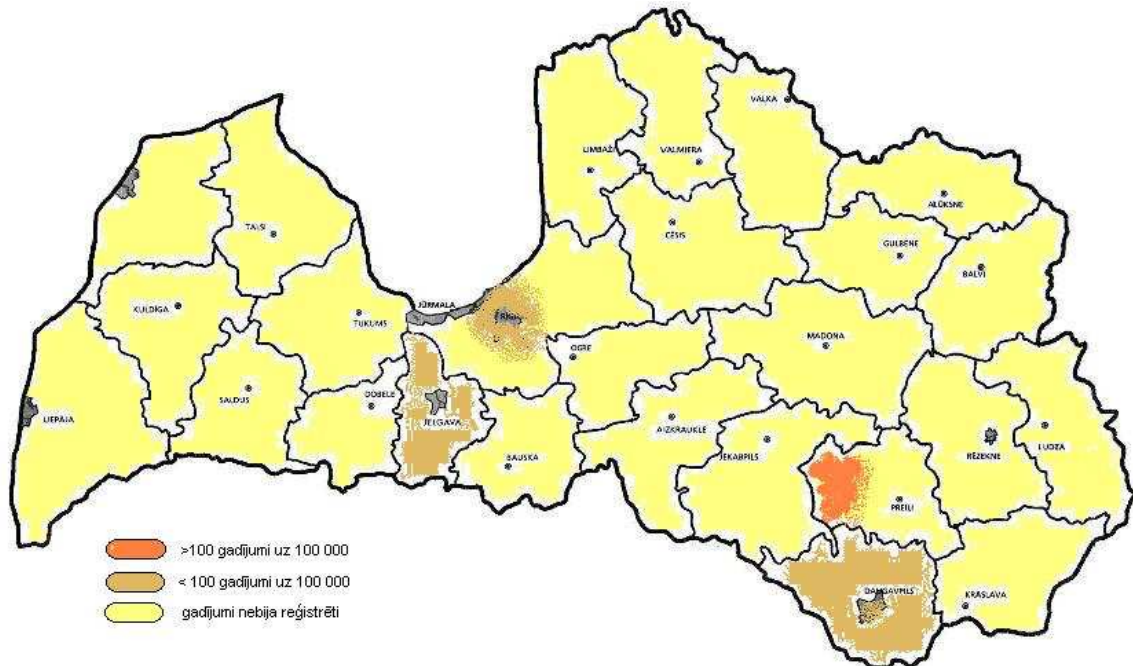 VALKA
LIMBAŽI
VALMIERA
ALŪKSNE
TALSI
CĒSIS
GULBENE
BALVI
KULDĪGA
JŪRMALA
TUKUMS
OGRE
MADONA
SALDUS
DOBELE
LIEPĀJA
JELGAVA
AIZKRAUKLE
LUDZA
BAUSKA
JĒKABPILS
RĒZEKNE
PREIĻI
>100 gadījumi uz 100 000
< 100 gadījumi uz 100 000
DAUGAVPILS
KRĀSLAVA
gadījumi nebija reģistrēti